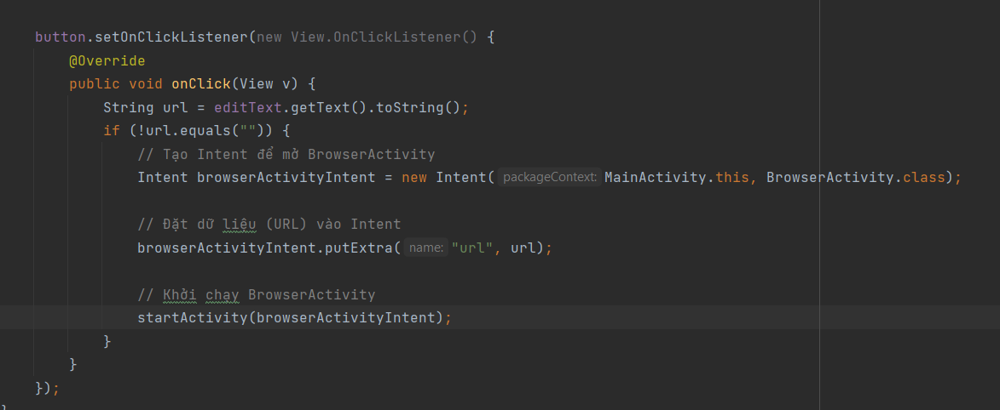 button.setOnClickListener(new View.OnClickListener() {
@Override
public void onClick(View v) {
String url = editText.getText().toString();
if (!url.equals("")) {
// Tạo Intent để mở BrowserActivity
Intent browserActivityIntent = new Intent( packageContext: MainActivity.this, BrowserActivity.class);
// Đặt dữ liệu (URL) vào Intent
browserActivityIntent.putExtra( name: "url", url);
// Khởi chạy BrowserActivity
startActivity(browserActivityIntent);
}
}
});
}